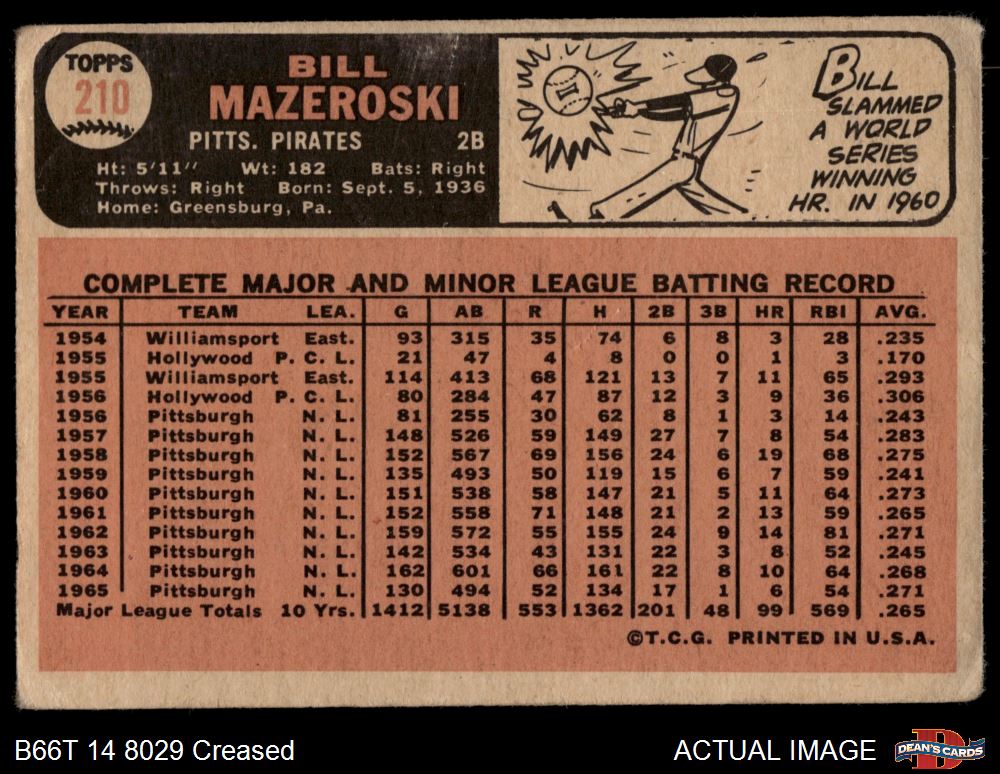 TOPPS
210
BILL
MAZEROSKI
PITTS. PIRATES 2B
Ht: 5'11" Wt: 182 Bats: Right
Throws: Right Born: Sept. 5, 1936
Home: Greensburg, Pa.
BILL
SLAMMED
A WORLD
SERIES
WINNING
HR. IN 1960
COMPLETE MAJOR AND MINOR LEAGUE BATTING RECORD
YEAR TEAM LEA. G AB R H 2B 3B HR RBI AVG.
1954 Williamsport East. 93 315 35 74 6 8 3 28 .235
1955 Hollywood P. C. L. 21 47 4 8 0 0 1 3 .170
1955 Williamsport East. 114 413 68 121 13 7 11 65 .293
1956 Hollywood P. C. L. 80 284 47 87 12 3 9 36 .306
1956 Pittsburgh N. L. 81 255 30 62 8 1 3 14 .243
1957 Pittsburgh N. L. 148 526 59 149 27 7 8 54 .283
1958 Pittsburgh N. L. 152 567 69 156 24 6 19 68 .275
1959 Pittsburgh N. L. 135 493 50 119 15 6 7 59 .241
1960 Pittsburgh N. L. 151 538 58 147 21 5 11 64 .273
1961 Pittsburgh N. L. 152 558 71 148 21 2 13 59 .265
1962 Pittsburgh N. L. 159 572 55 155 24 9 14 81 .271
1963 Pittsburgh N. L. 142 534 43 131 22 3 8 52 .245
1964 Pittsburgh N. L. 162 601 66 161 22 8 10 64 .268
1965 Pittsburgh N. L. 130 494 52 134 17 1 6 54 .271
Major League Totals 10 Yrs. 1412 5138 553 1362 201 48 99 569 .265
©T.C.G. PRINTED IN U.S.A.
B66T 14 8029 Creased
ACTUAL IMAGE
DEAN'S CARDS